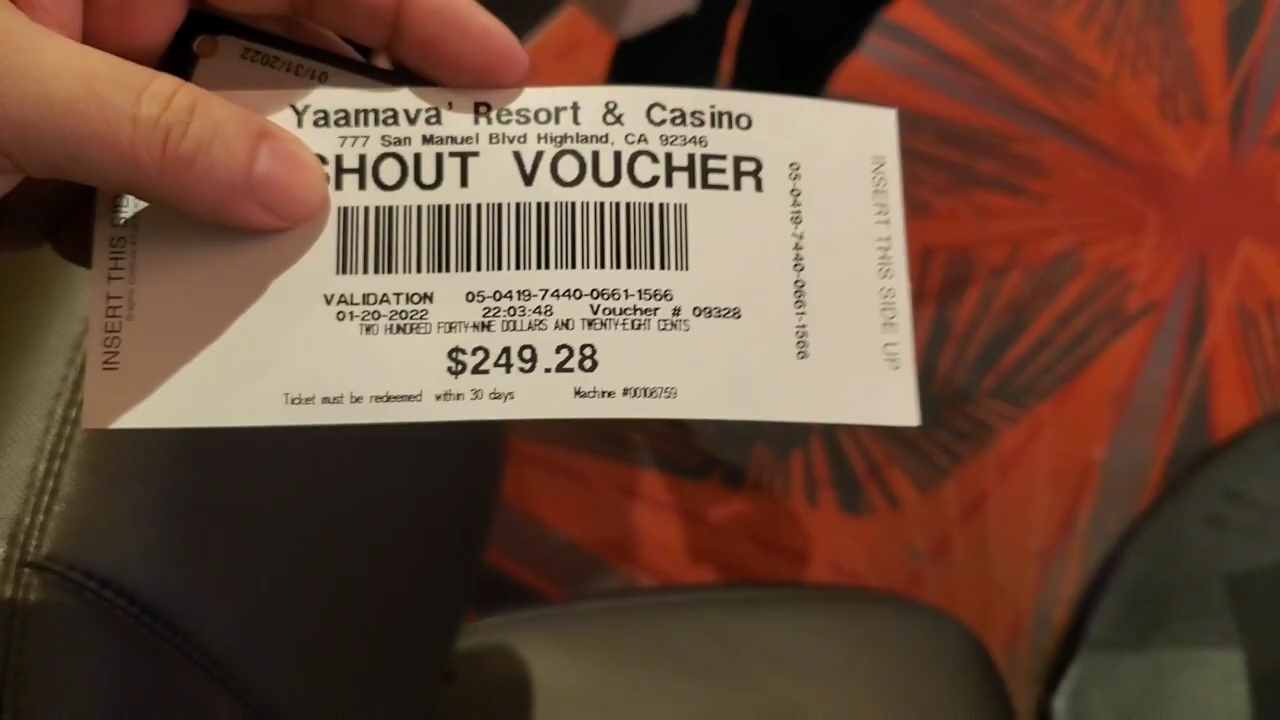 01/31/2022
Yaamava' Resort & Casino
777 San Manuel Blvd Highland, CA 92346
SHOUT VOUCHER
INSERT THIS SID
VALIDATION 05-0419-7440-0661-1566
01-20-2022 22:03:48 Voucher # 09328
TWO HUNDRED FORTY-NINE DOLLARS AND TWENTY-EIGHT CENTS
$249.28
Ticket must be redeemed within 30 days Machine #00108759
05-0419-7440-0661-1566
INSERT THIS SIDE UP